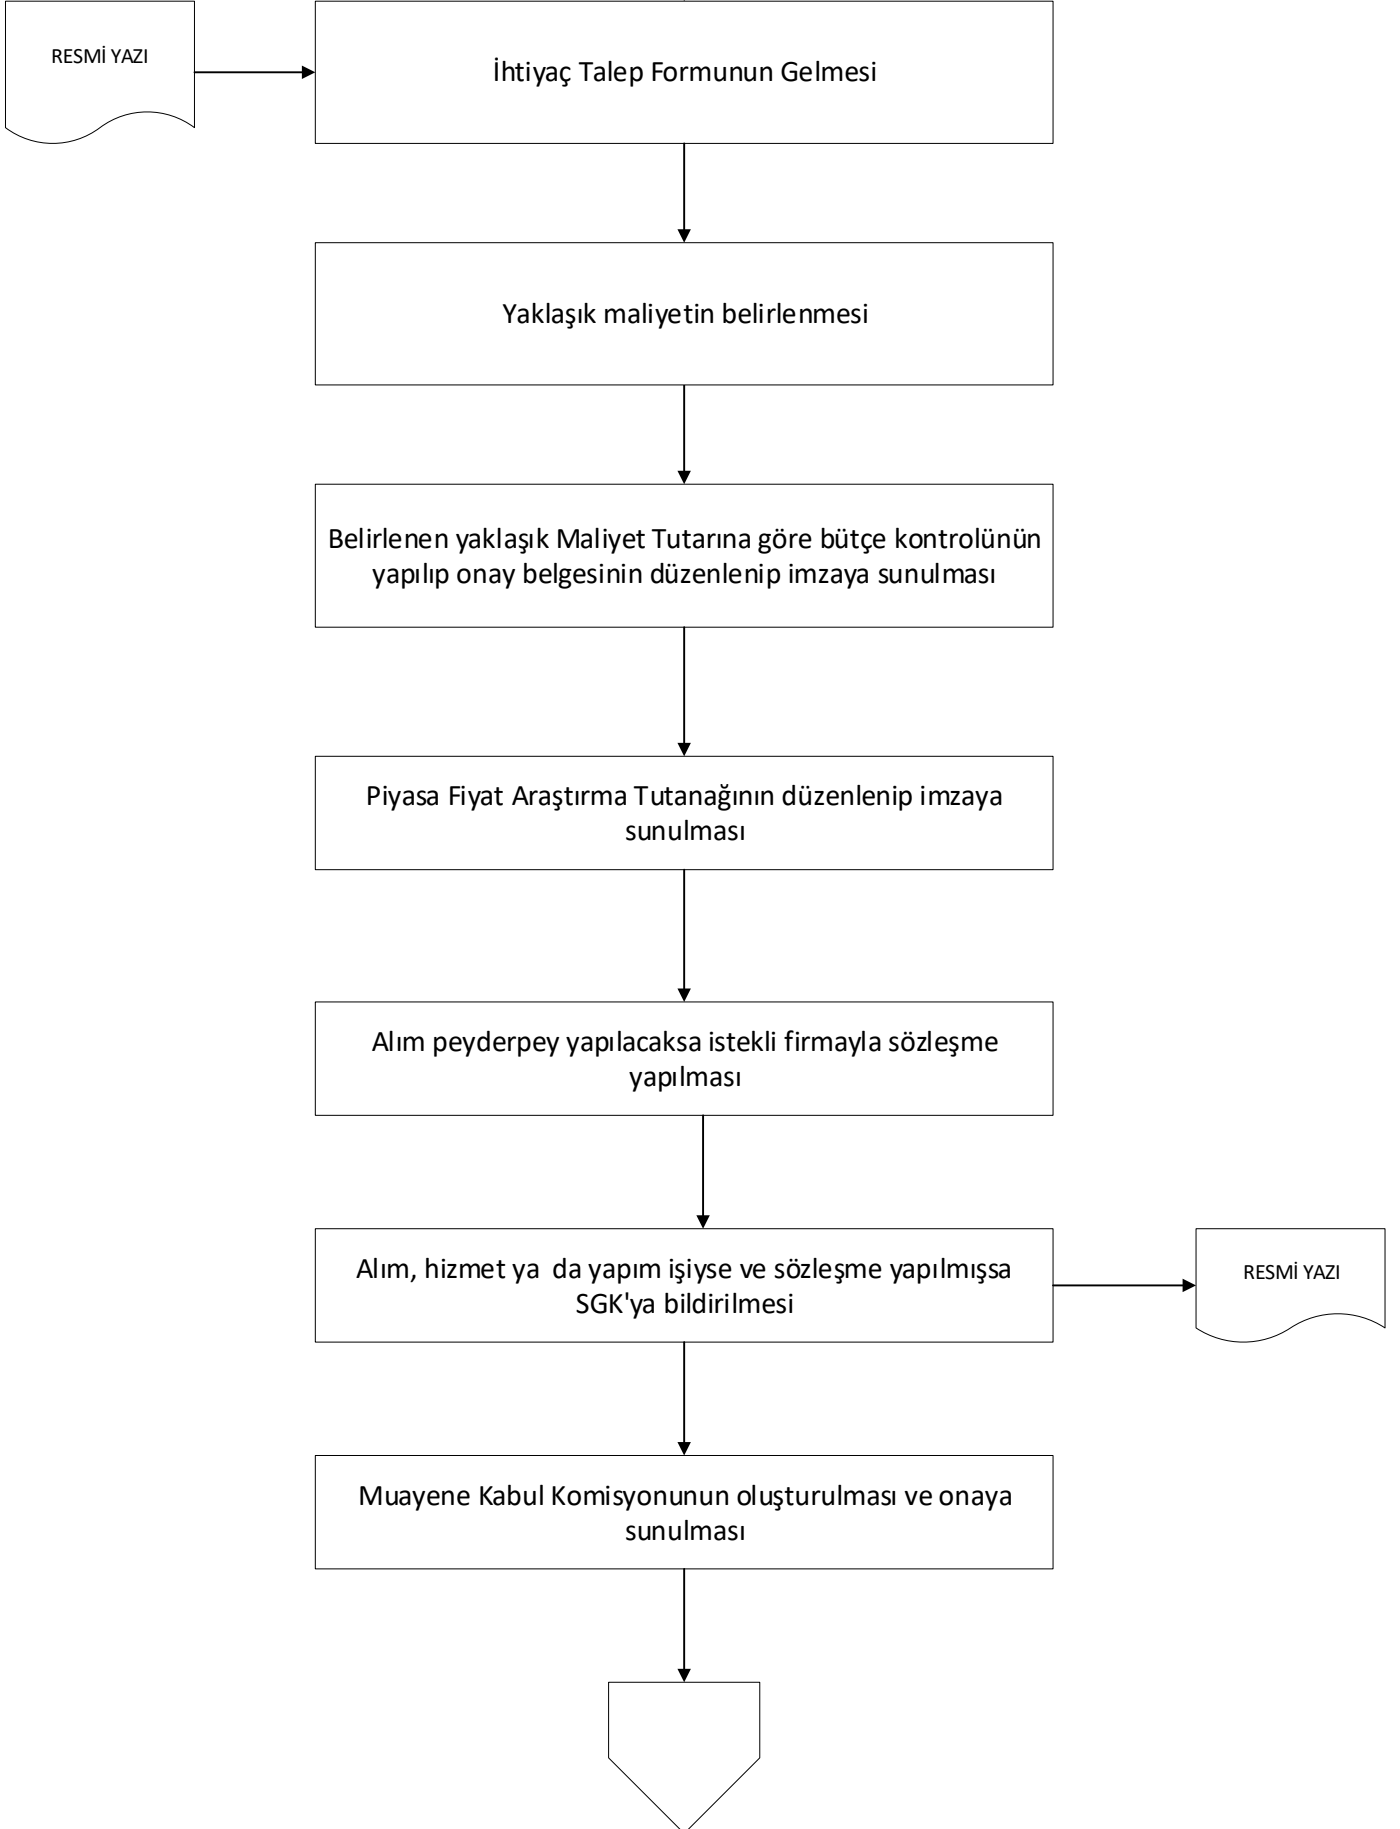 RESMİ YAZI
İhtiyaç Talep Formunun Gelmesi
Yaklaşık maliyetin belirlenmesi
Belirlenen yaklaşık Maliyet Tutarına göre bütçe kontrolünün
yapılıp onay belgesinin düzenlenip imzaya sunulması
Piyasa Fiyat Araştırma Tutanağının düzenlenip imzaya
sunulması
Alım peyderpey yapılacaksa istekli firmayla sözleşme
yapılması
Alım, hizmet ya  da yapım işiyse ve sözleşme yapılmışsa
SGK'ya bildirilmesi
RESMİ YAZI
Muayene Kabul Komisyonunun oluşturulması ve onaya
sunulması